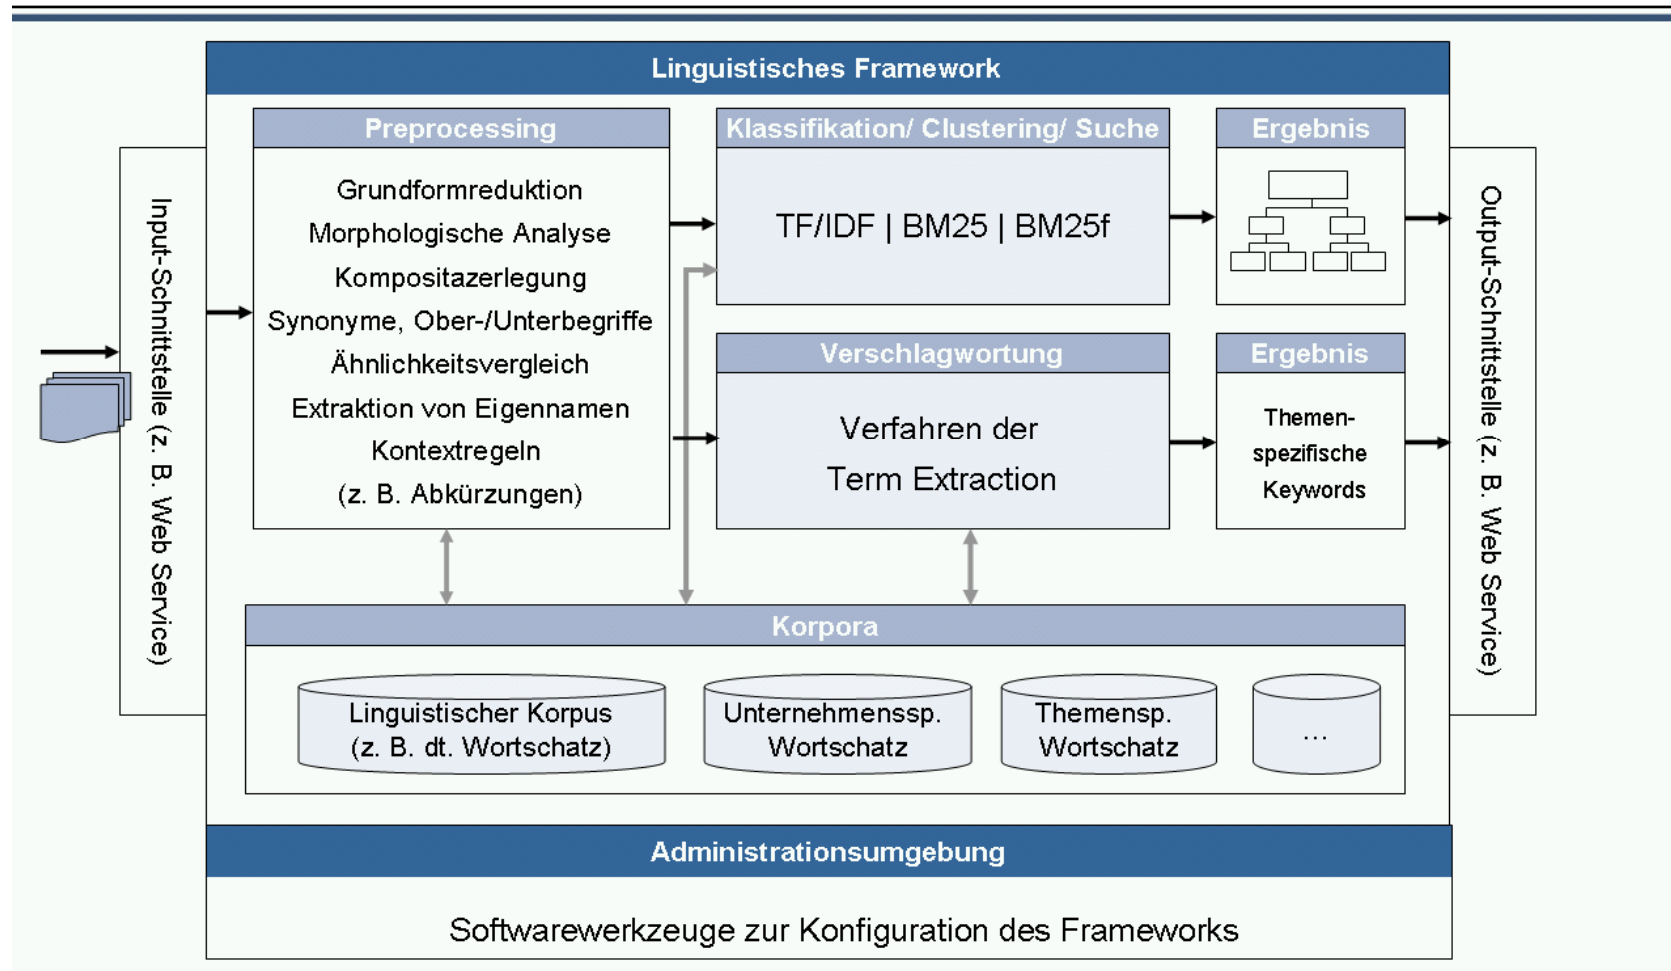 Linguistisches Framework
Input-Schnittstelle (z. B. Web Service)
Preprocessing
Grundformreduktion
Morphologische Analyse
Kompositazerlegung
Synonyme, Ober-/Unterbegriffe
Ähnlichkeitsvergleich
Extraktion von Eigennamen
Kontextregeln
(z. B. Abkürzungen)
Klassifikation/ Clustering/ Suche
TF/IDF | BM25 | BM25f
Ergebnis
Verschlagwortung
Verfahren der
Term Extraction
Ergebnis
Themen-
spezifische
Keywords
Output-Schnittstelle (z. B. Web Service)
Korpora
Linguistischer Korpus
(z. B. dt. Wortschatz)
Unternehmenssp.
Wortschatz
Themensp.
Wortschatz
...
Administrationsumgebung
Softwarewerkzeuge zur Konfiguration des Frameworks